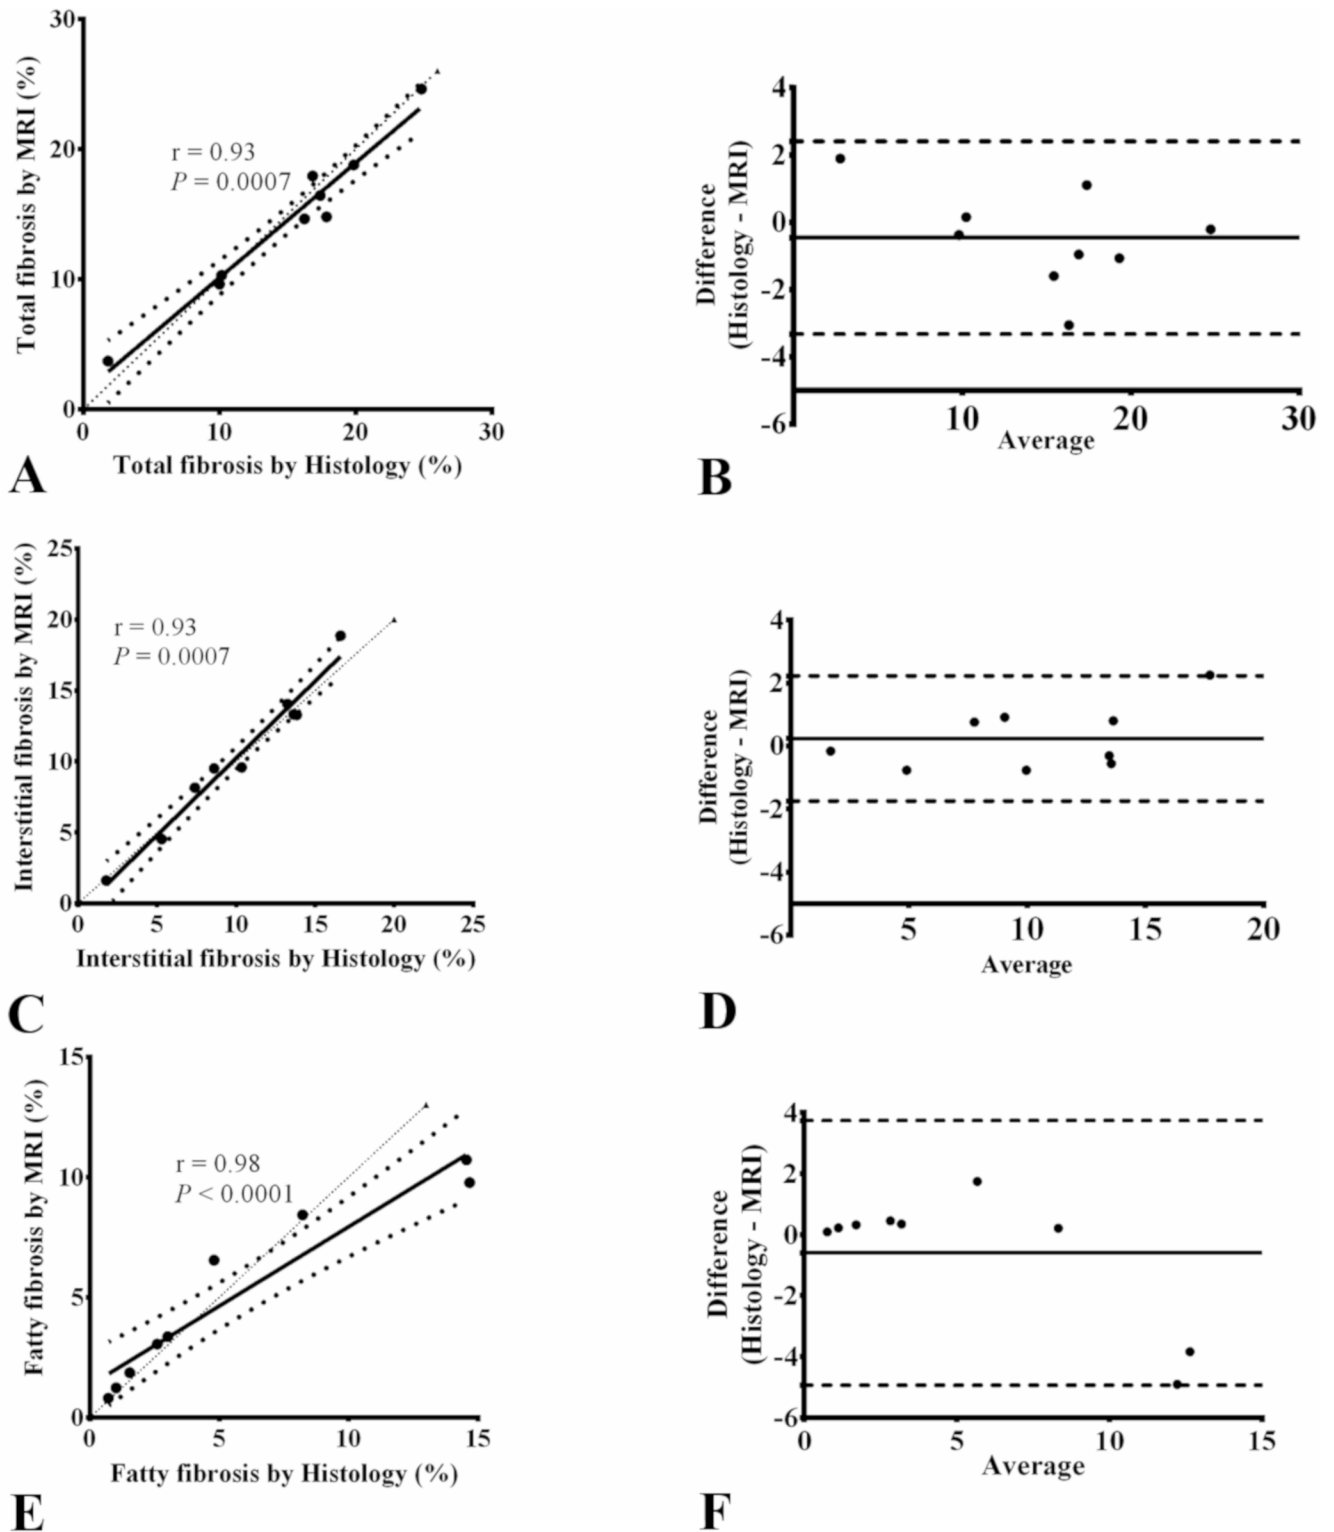 Total fibrosis by MRI (%)
30
20
10
0
r = 0.93
P = 0.0007
0 10 20 30
Total fibrosis by Histology (%)
A
Difference
(Histology - MRI)
4
2
0
-2
-4
-6
10 20 30
Average
B
Interstitial fibrosis by MRI (%)
25
20
15
10
5
0
r = 0.93
P = 0.0007
0 5 10 15 20 25
Interstitial fibrosis by Histology (%)
C
Difference
(Histology - MRI)
4
2
0
-2
-4
-6
5 10 15 20
Average
D
Fatty fibrosis by MRI (%)
15
10
5
0
r = 0.98
P < 0.0001
0 5 10 15
Fatty fibrosis by Histology (%)
E
Difference
(Histology - MRI)
4
2
0
-2
-4
-6
0 5 10 15
Average
F